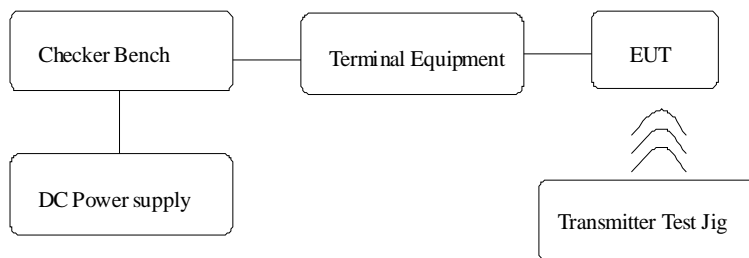 Checker Bench
Terminal Equipment
EUT
DC Power supply
Transmitter Test Jig